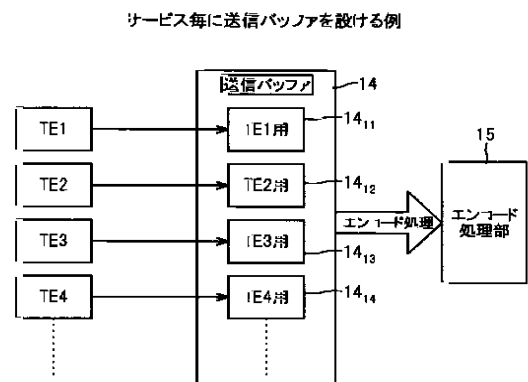 サービス毎に送信バッファを設ける例
送信バッファ
14
TE1
TE1用
14₁₁
TE2
TE2用
14₁₂
TE3
TE3用
14₁₃
TE4
TE4用
14₁₄
エンコード処理
15
エンコード
処理部